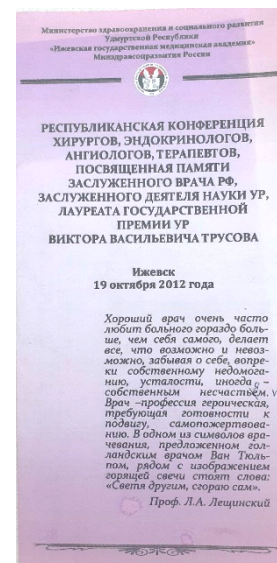 Министерство здравоохранения и социального развития
Удмуртской Республики
«Ижевская государственная медицинская академия»
Минздравсоцразвития России
РЕСПУБЛИКАНСКАЯ КОНФЕРЕНЦИЯ
ХИРУРГОВ, ЭНДОКРИНОЛОГОВ,
АНГИОЛОГОВ, ТЕРАПЕВТОВ,
ПОСВЯЩЕННАЯ ПАМЯТИ
ЗАСЛУЖЕННОГО ВРАЧА РФ,
ЗАСЛУЖЕННОГО ДЕЯТЕЛЯ НАУКИ УР,
ЛАУРЕАТА ГОСУДАРСТВЕННОЙ
ПРЕМИИ УР
ВИКТОРА ВАСИЛЬЕВИЧА ТРУСОВА
Ижевск
19 октября 2012 года
Хороший врач очень часто
любит больного гораздо боль-
ше, чем себя самого, делает
все, что возможно и невоз-
можно, забывая о себе, вопре-
ки собственному недомога-
нию, усталости, иногда –
собственным несчастьем.
Врач –профессия героическая,
требующая готовности к
подвигу, самопожертвова-
нию. В одном из символов вра-
чевания, предложенном гол-
ландским врачом Ван Тюль-
пом, рядом с изображением
горящей свечи стоят слова:
«Светя другим, сгораю сам».
Проф. Л.А. Лещинский